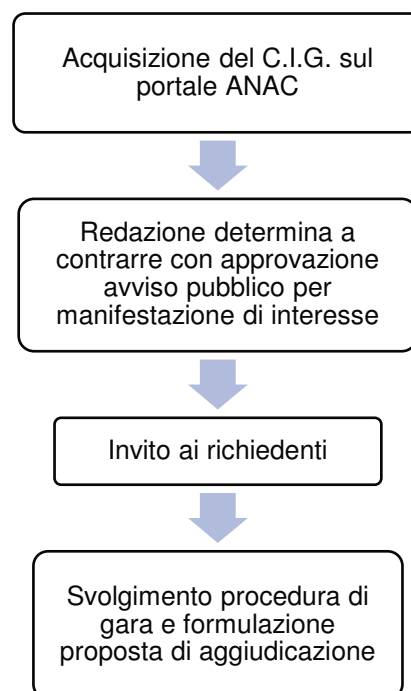 Acquisizione del C.I.G. sul
portale ANAC
Redazione determina a
contrarre con approvazione
avviso pubblico per
manifestazione di interesse
Invito ai richiedenti
Svolgimento procedura di
gara e formulazione
proposta di aggiudicazione